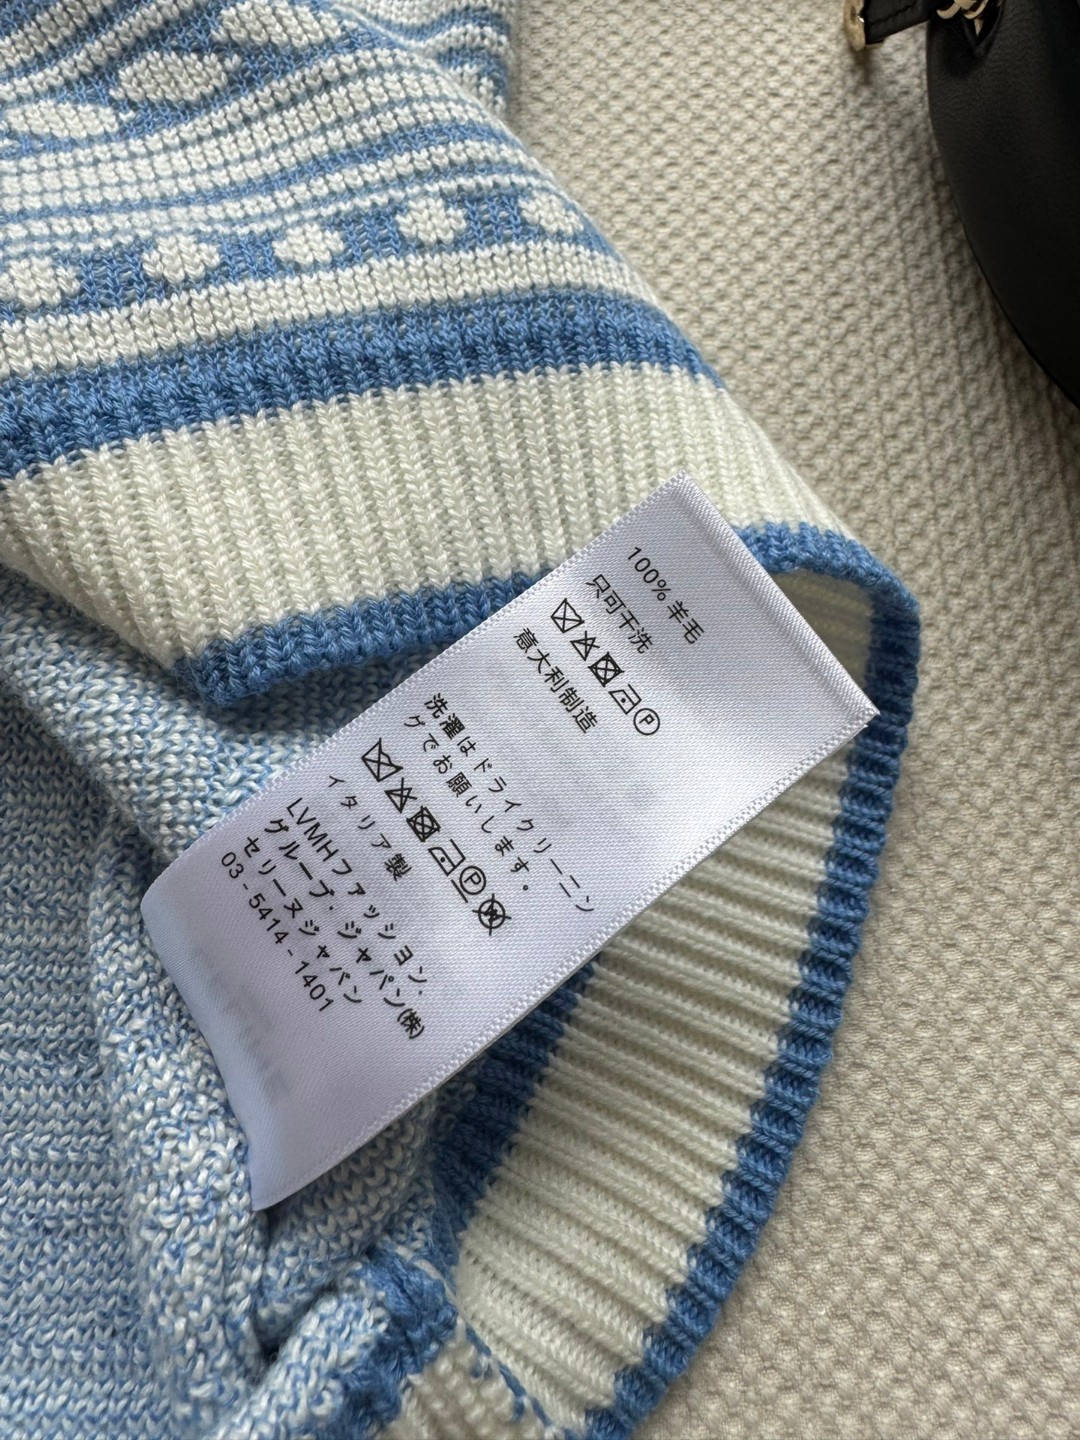 100% 羊毛
只可干洗
P
意大利制造
洗濯はドライクリーニン
グでお願いします。
P W
イタリア製
LVMHファッション.
グループ・ジャパン(株)
セリーヌジャパン
03-5414-1401